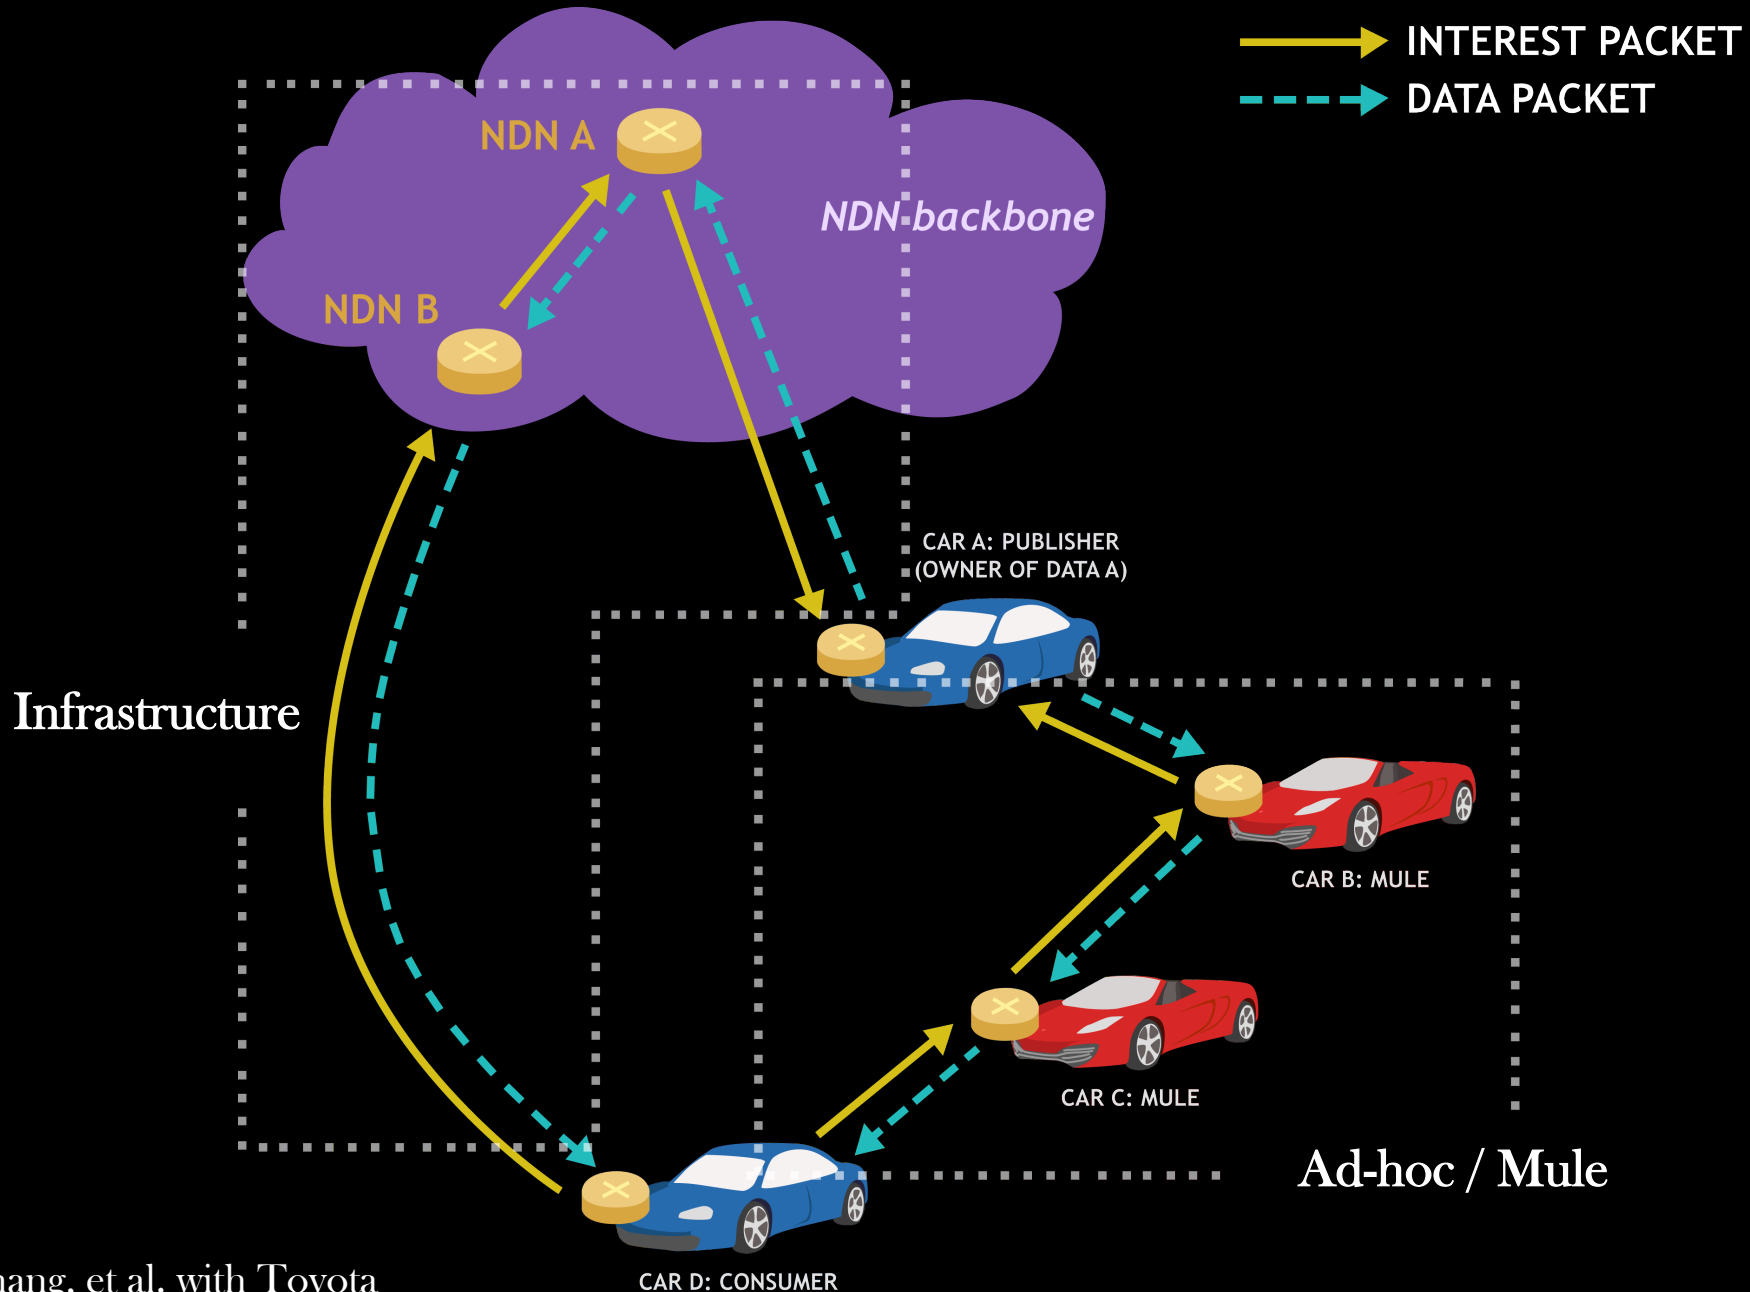 INTEREST PACKET
DATA PACKET
NDN A
NDN backbone
NDN B
CAR A: PUBLISHER
(OWNER OF DATA A)
Infrastructure
CAR B: MULE
CAR C: MULE
Ad-hoc / Mule
et al. with Toyota
CAR D: CONSUMER